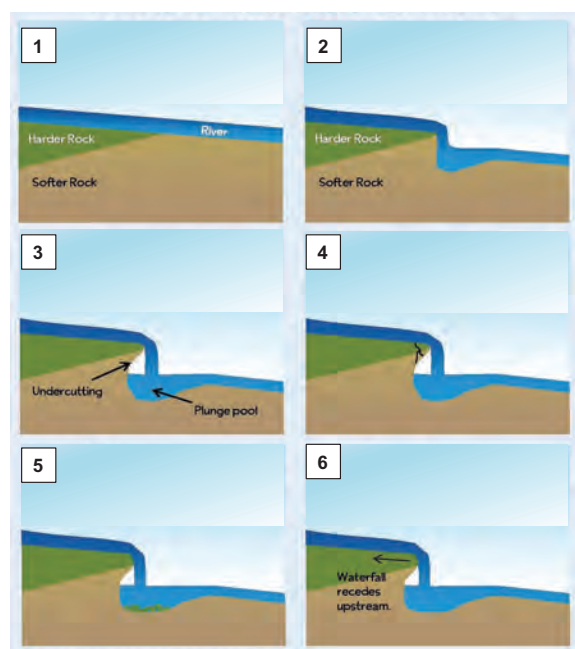 1
2
River
Harder Rock
Softer Rock
Harder Rock
Softer Rock
3
4
Undercutting
Plunge pool
5
6
Waterfall
recedes
upstream.